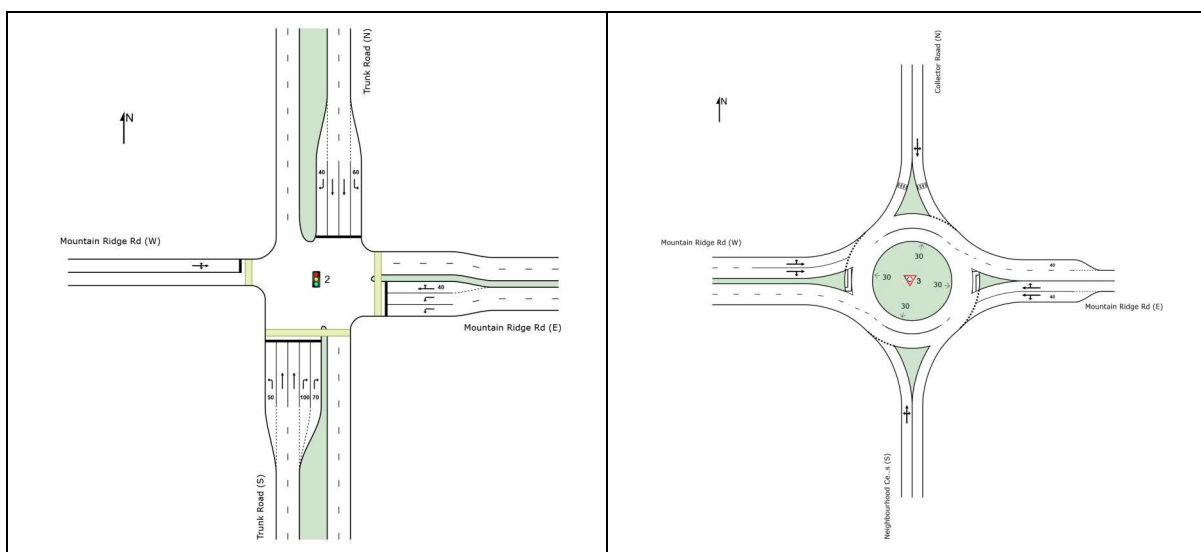 Trunk Road (N)
N
40
60
Mountain Ridge Rd (W)
2
40
Mountain Ridge Rd (E)
50
100
70
Trunk Road (S)
Collector Road (N)
N
Mountain Ridge Rd (W)
30
40
30
3
30
30
40
Mountain Ridge Rd (E)
Neighbourhood Ce...s (S)